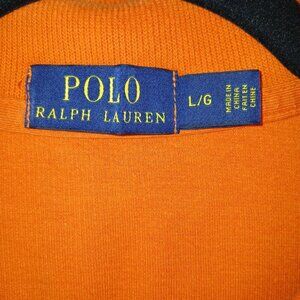 POLO
RALPH LAUREN
L/G
MADE IN
CHINA
FAIT EN
CHINE